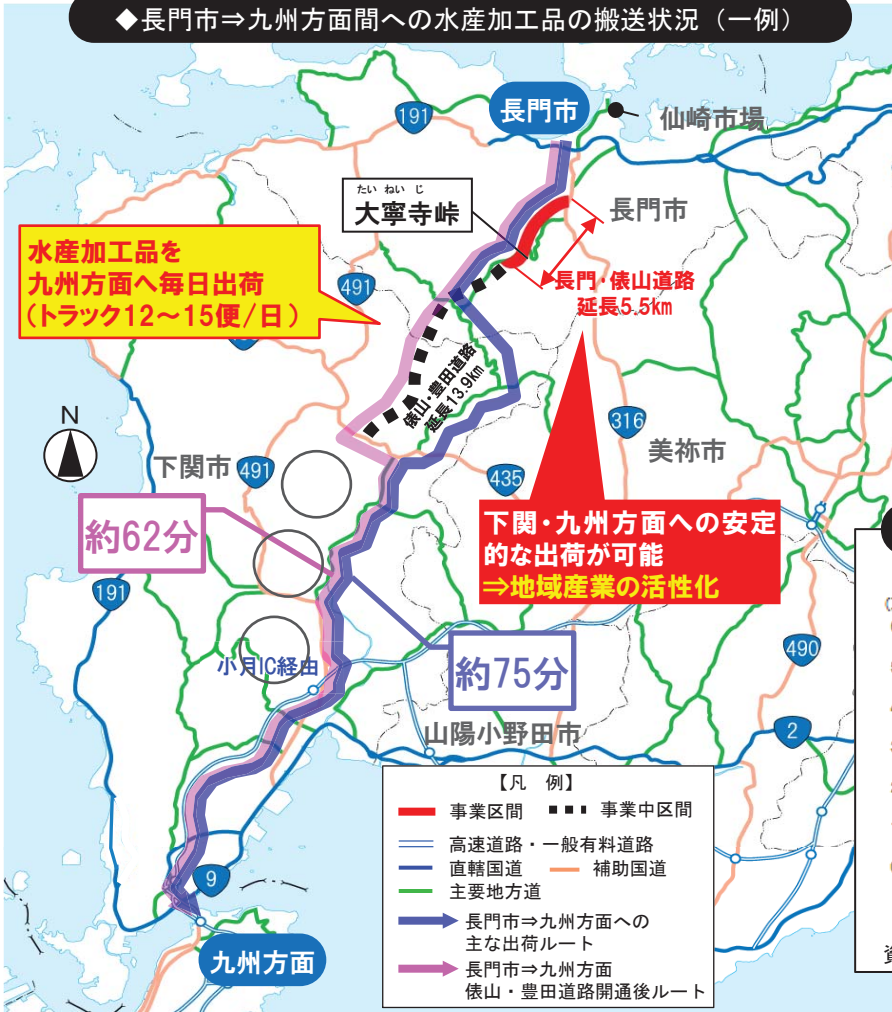 ◆長門市⇒九州方面間への水産加工品の搬送状況（一例）
191
長門市
仙崎市場
たい ねい じ
大寧寺峠
長門市
水産加工品を
九州方面へ毎日出荷
(トラック12～15便/日)
491
長門・俵山道路
延長5.5km
俵山・豊田道路
延長13.9km
N
316
美祢市
下関市
491
435
約62分
下関・九州方面への安定
的な出荷が可能
⇒地域産業の活性化
191
490
小月IC経由
約75分
山陽小野田市
2
【凡　例】
事業区間
事業中区間
高速道路・一般有料道路
直轄国道
補助国道
主要地方道
長門市⇒九州方面への
主な出荷ルート
長門市⇒九州方面
俵山・豊田道路開通後ルート
9
九州方面
資